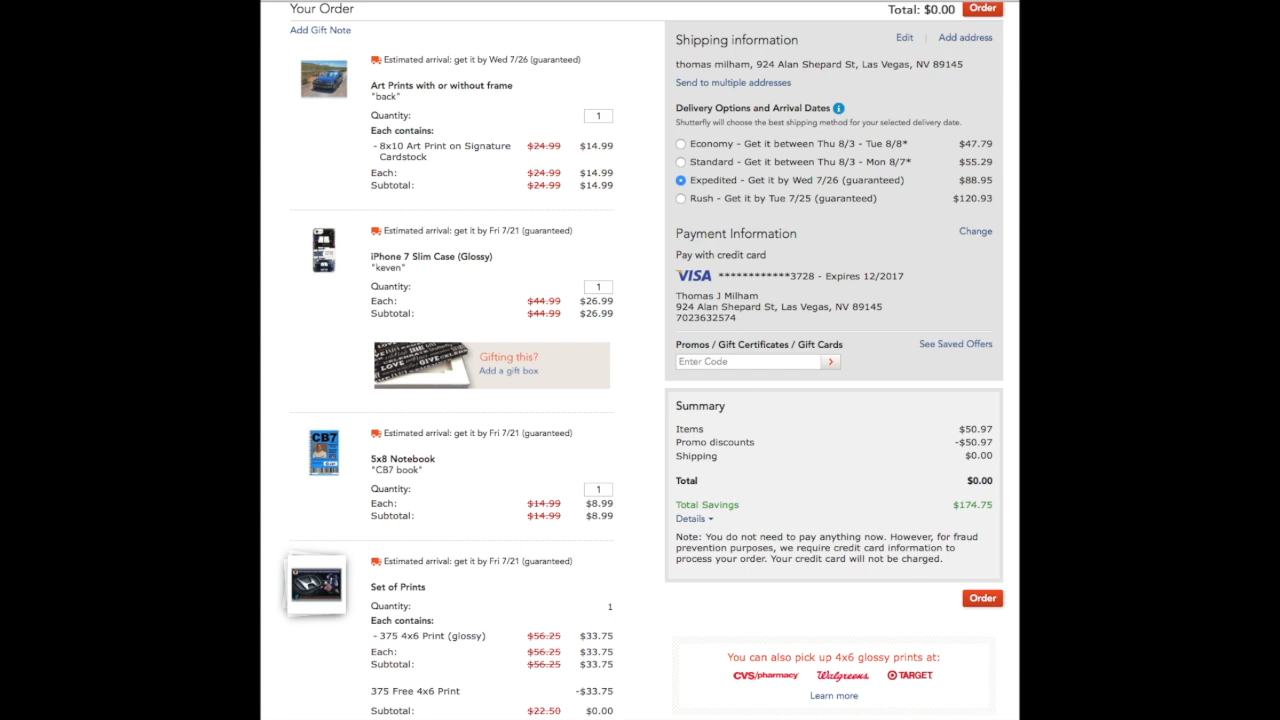 Your Order
Total: $0.00 Order
Add Gift Note
Estimated arrival: get it by Wed 7/26 (guaranteed)
Art Prints with or without frame
"back"
Quantity: 1
Each contains:
- 8x10 Art Print on Signature Cardstock $24.99 $14.99
Each: $24.99 $14.99
Subtotal: $24.99 $14.99
Estimated arrival: get it by Fri 7/21 (guaranteed)
iPhone 7 Slim Case (Glossy)
"keven"
Quantity: 1
Each: $44.99 $26.99
Subtotal: $44.99 $26.99
LOVE GIVE
Gifting this?
Add a gift box
Estimated arrival: get it by Fri 7/21 (guaranteed)
CB7
5x8 Notebook
"CB7 book"
Quantity: 1
Each: $14.99 $8.99
Subtotal: $14.99 $8.99
Estimated arrival: get it by Fri 7/21 (guaranteed)
Set of Prints
Quantity: 1
Each contains:
- 375 4x6 Print (glossy) $56.25 $33.75
Each: $56.25 $33.75
Subtotal: $56.25 $33.75
375 Free 4x6 Print -$33.75
Subtotal: $22.50 $0.00
Shipping information Edit | Add address
thomas milham, 924 Alan Shepard St, Las Vegas, NV 89145
Send to multiple addresses
Delivery Options and Arrival Dates i
Shutterfly will choose the best shipping method for your selected delivery date.
Economy - Get it between Thu 8/3 - Tue 8/8* $47.79
Standard - Get it between Thu 8/3 - Mon 8/7* $55.29
Expedited - Get it by Wed 7/26 (guaranteed) $88.95
Rush - Get it by Tue 7/25 (guaranteed) $120.93
Payment Information Change
Pay with credit card
VISA ************3728 - Expires 12/2017
Thomas J Milham
924 Alan Shepard St, Las Vegas, NV 89145
7023632574
Promos / Gift Certificates / Gift Cards See Saved Offers
Enter Code
Summary
Items $50.97
Promo discounts -$50.97
Shipping $0.00
Total $0.00
Total Savings $174.75
Details
Note: You do not need to pay anything now. However, for fraud
prevention purposes, we require credit card information to
process your order. Your credit card will not be charged.
Order
You can also pick up 4x6 glossy prints at:
CVS/pharmacy Walgreens TARGET
Learn more